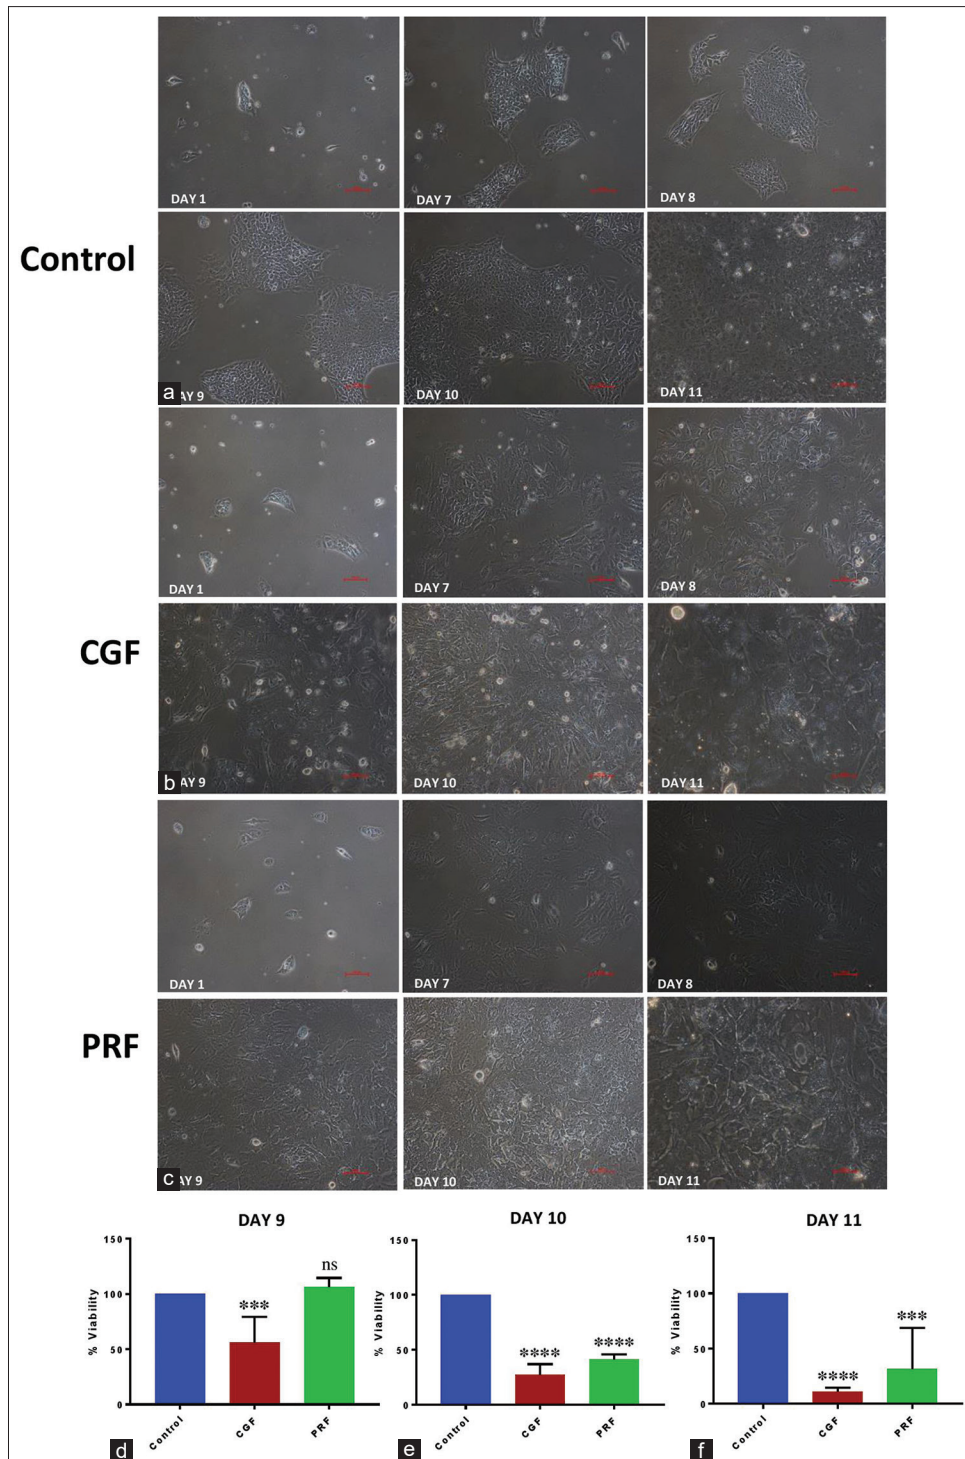 DAY 1
DAY 7
DAY 8
Control
a
DAY 9
DAY 10
DAY 11
DAY 1
DAY 7
DAY 8
CGF
b
DAY 9
DAY 10
DAY 11
DAY 1
DAY 7
DAY 8
PRF
c
DAY 9
DAY 10
DAY 11
DAY 9
% Viability
150
100
50
0
***
ns
Control
CGF
PRF
d
DAY 10
% Viability
150
100
50
0
****
****
Control
CGF
PRF
e
DAY 11
% Viability
150
100
50
0
****
***
Control
CGF
PRF
f